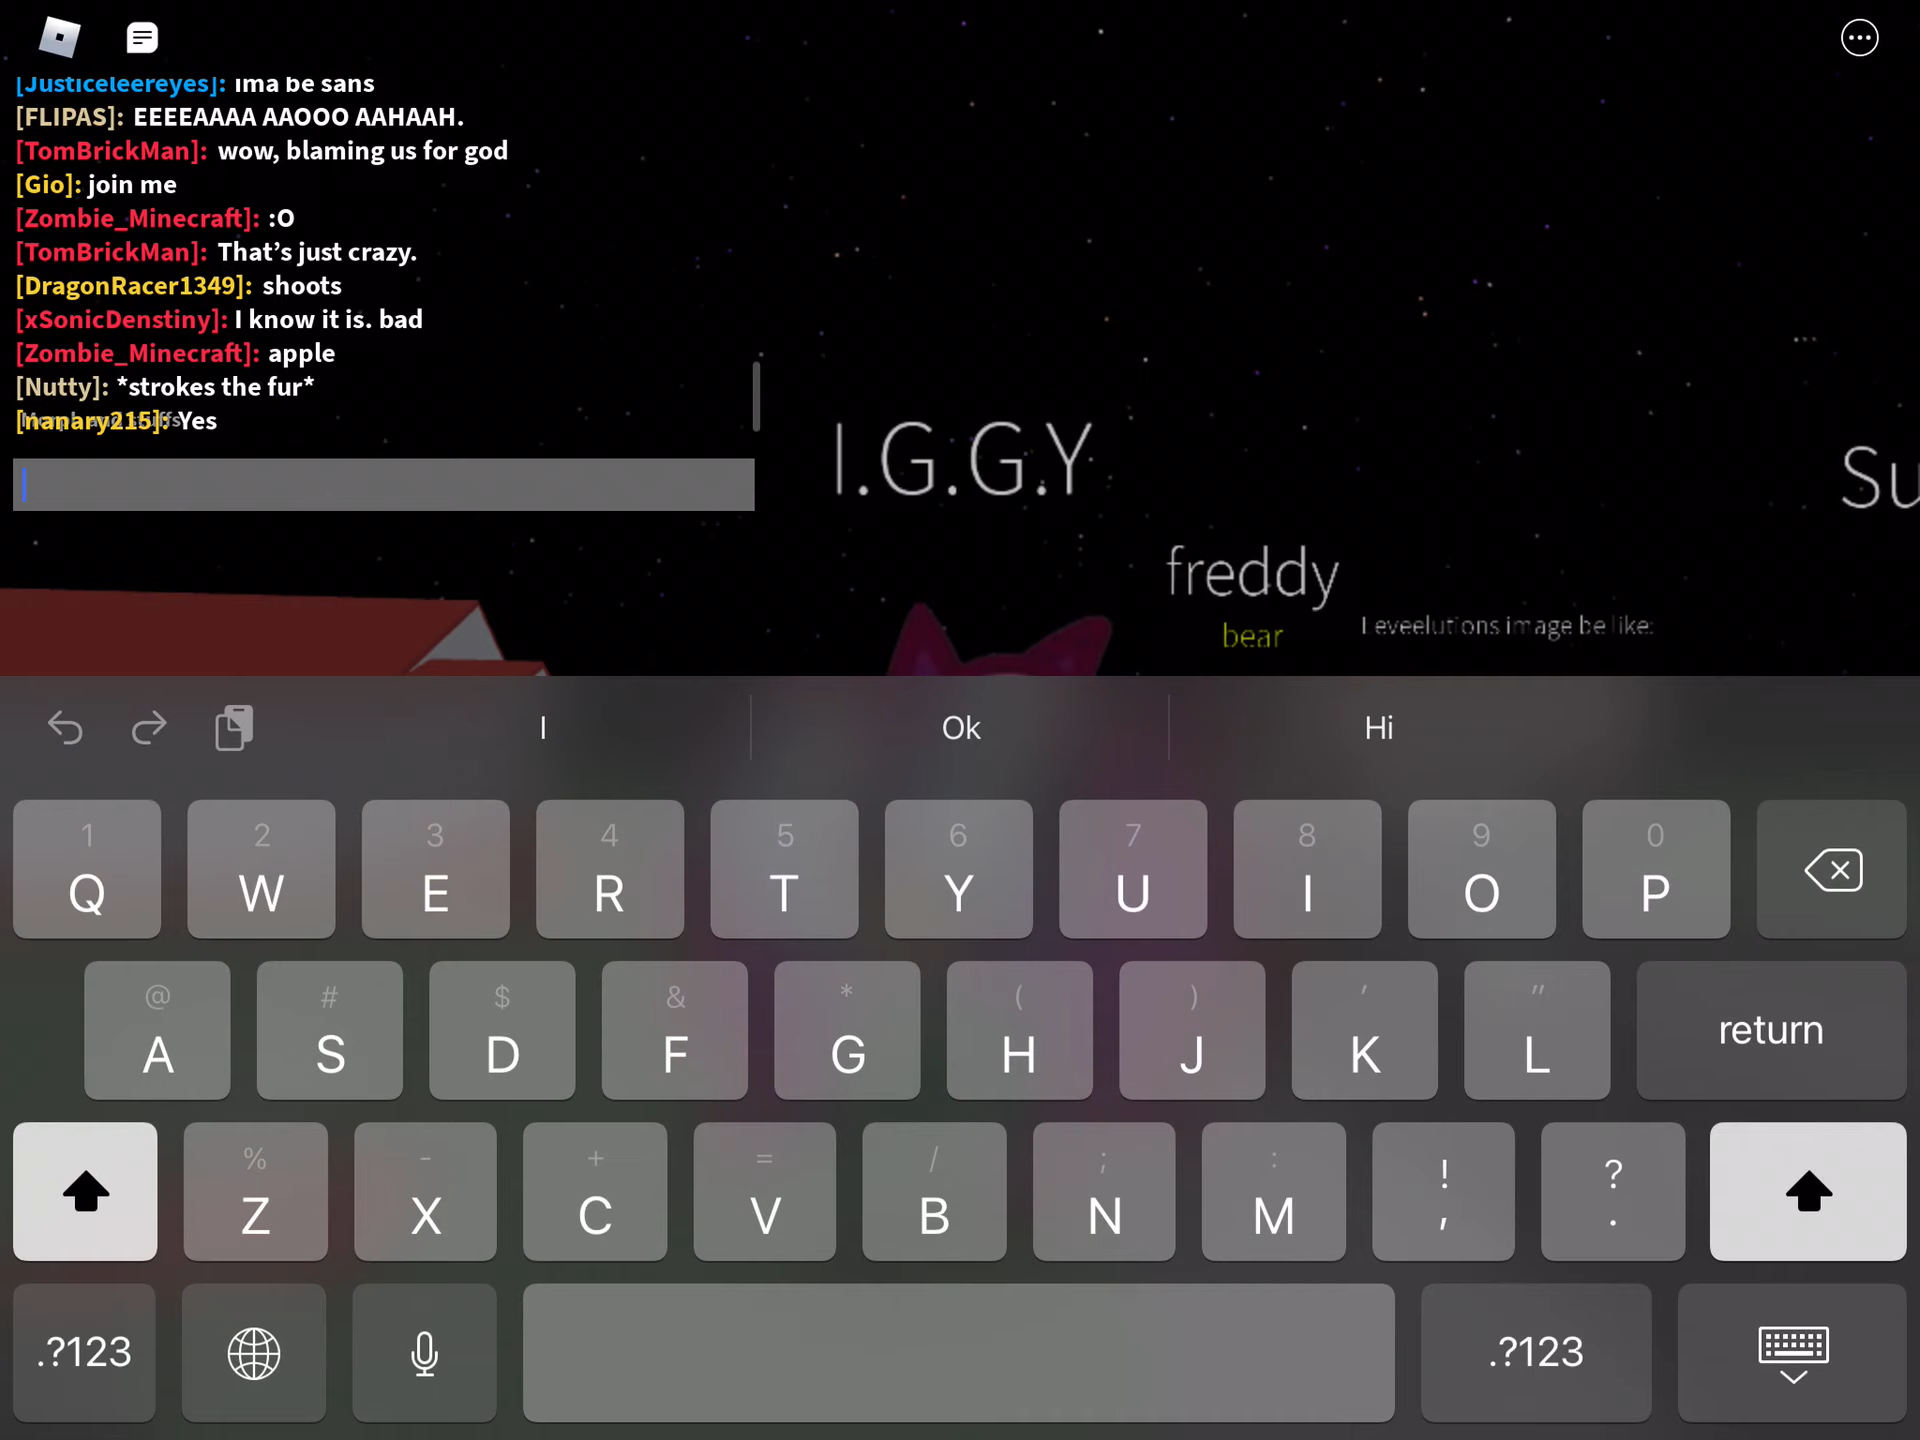 [Justiceleereyes]: ima be sans
[FLIPAS]: EEEEAAAA AAOOO AAHAAH.
[TomBrickMan]: wow, blaming us for god
[Gio]: join me
[Zombie_Minecraft]: :O
[TomBrickMan]: That’s just crazy.
[DragonRacer1349]: shoots
[xSonicDenstiny]: I know it is. bad
[Zombie_Minecraft]: apple
[Nutty]: *strokes the fur*
[nanary215]: Yes
I.G.G.Y
Su
freddy
bear
I eveelutions image be like:
I
Ok
Hi
1 2 3 4 5 6 7 8 9 0
Q W E R T Y U I O P
@ # $ & * ( ) ' "
A S D F G H J K L return
% - + = / ; : ! ?
Z X C V B N M , .
.?123 .?123